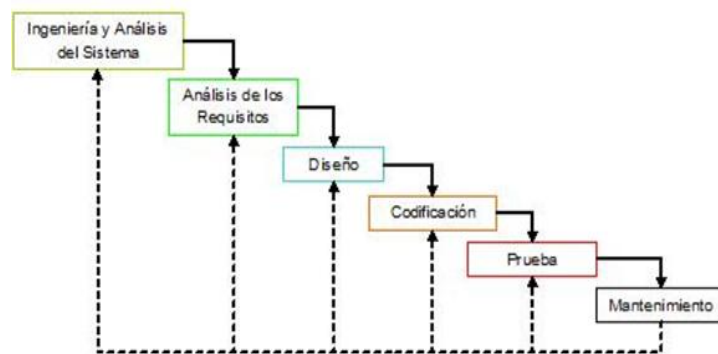 Ingeniería y Análisis
del Sistema
Análisis de los
Requisitos
Diseño
Codificación
Prueba
Mantenimiento